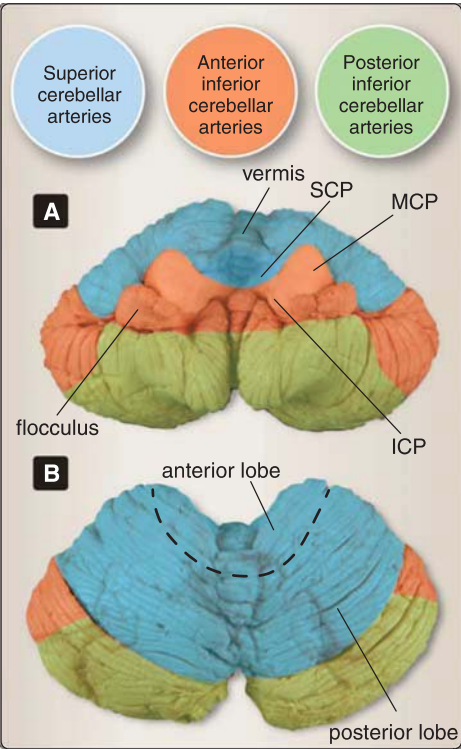 Superior
cerebellar
arteries
Anterior
inferior
cerebellar
arteries
Posterior
inferior
cerebellar
arteries
A
vermis
SCP
MCP
flocculus
ICP
B
anterior lobe
posterior lobe